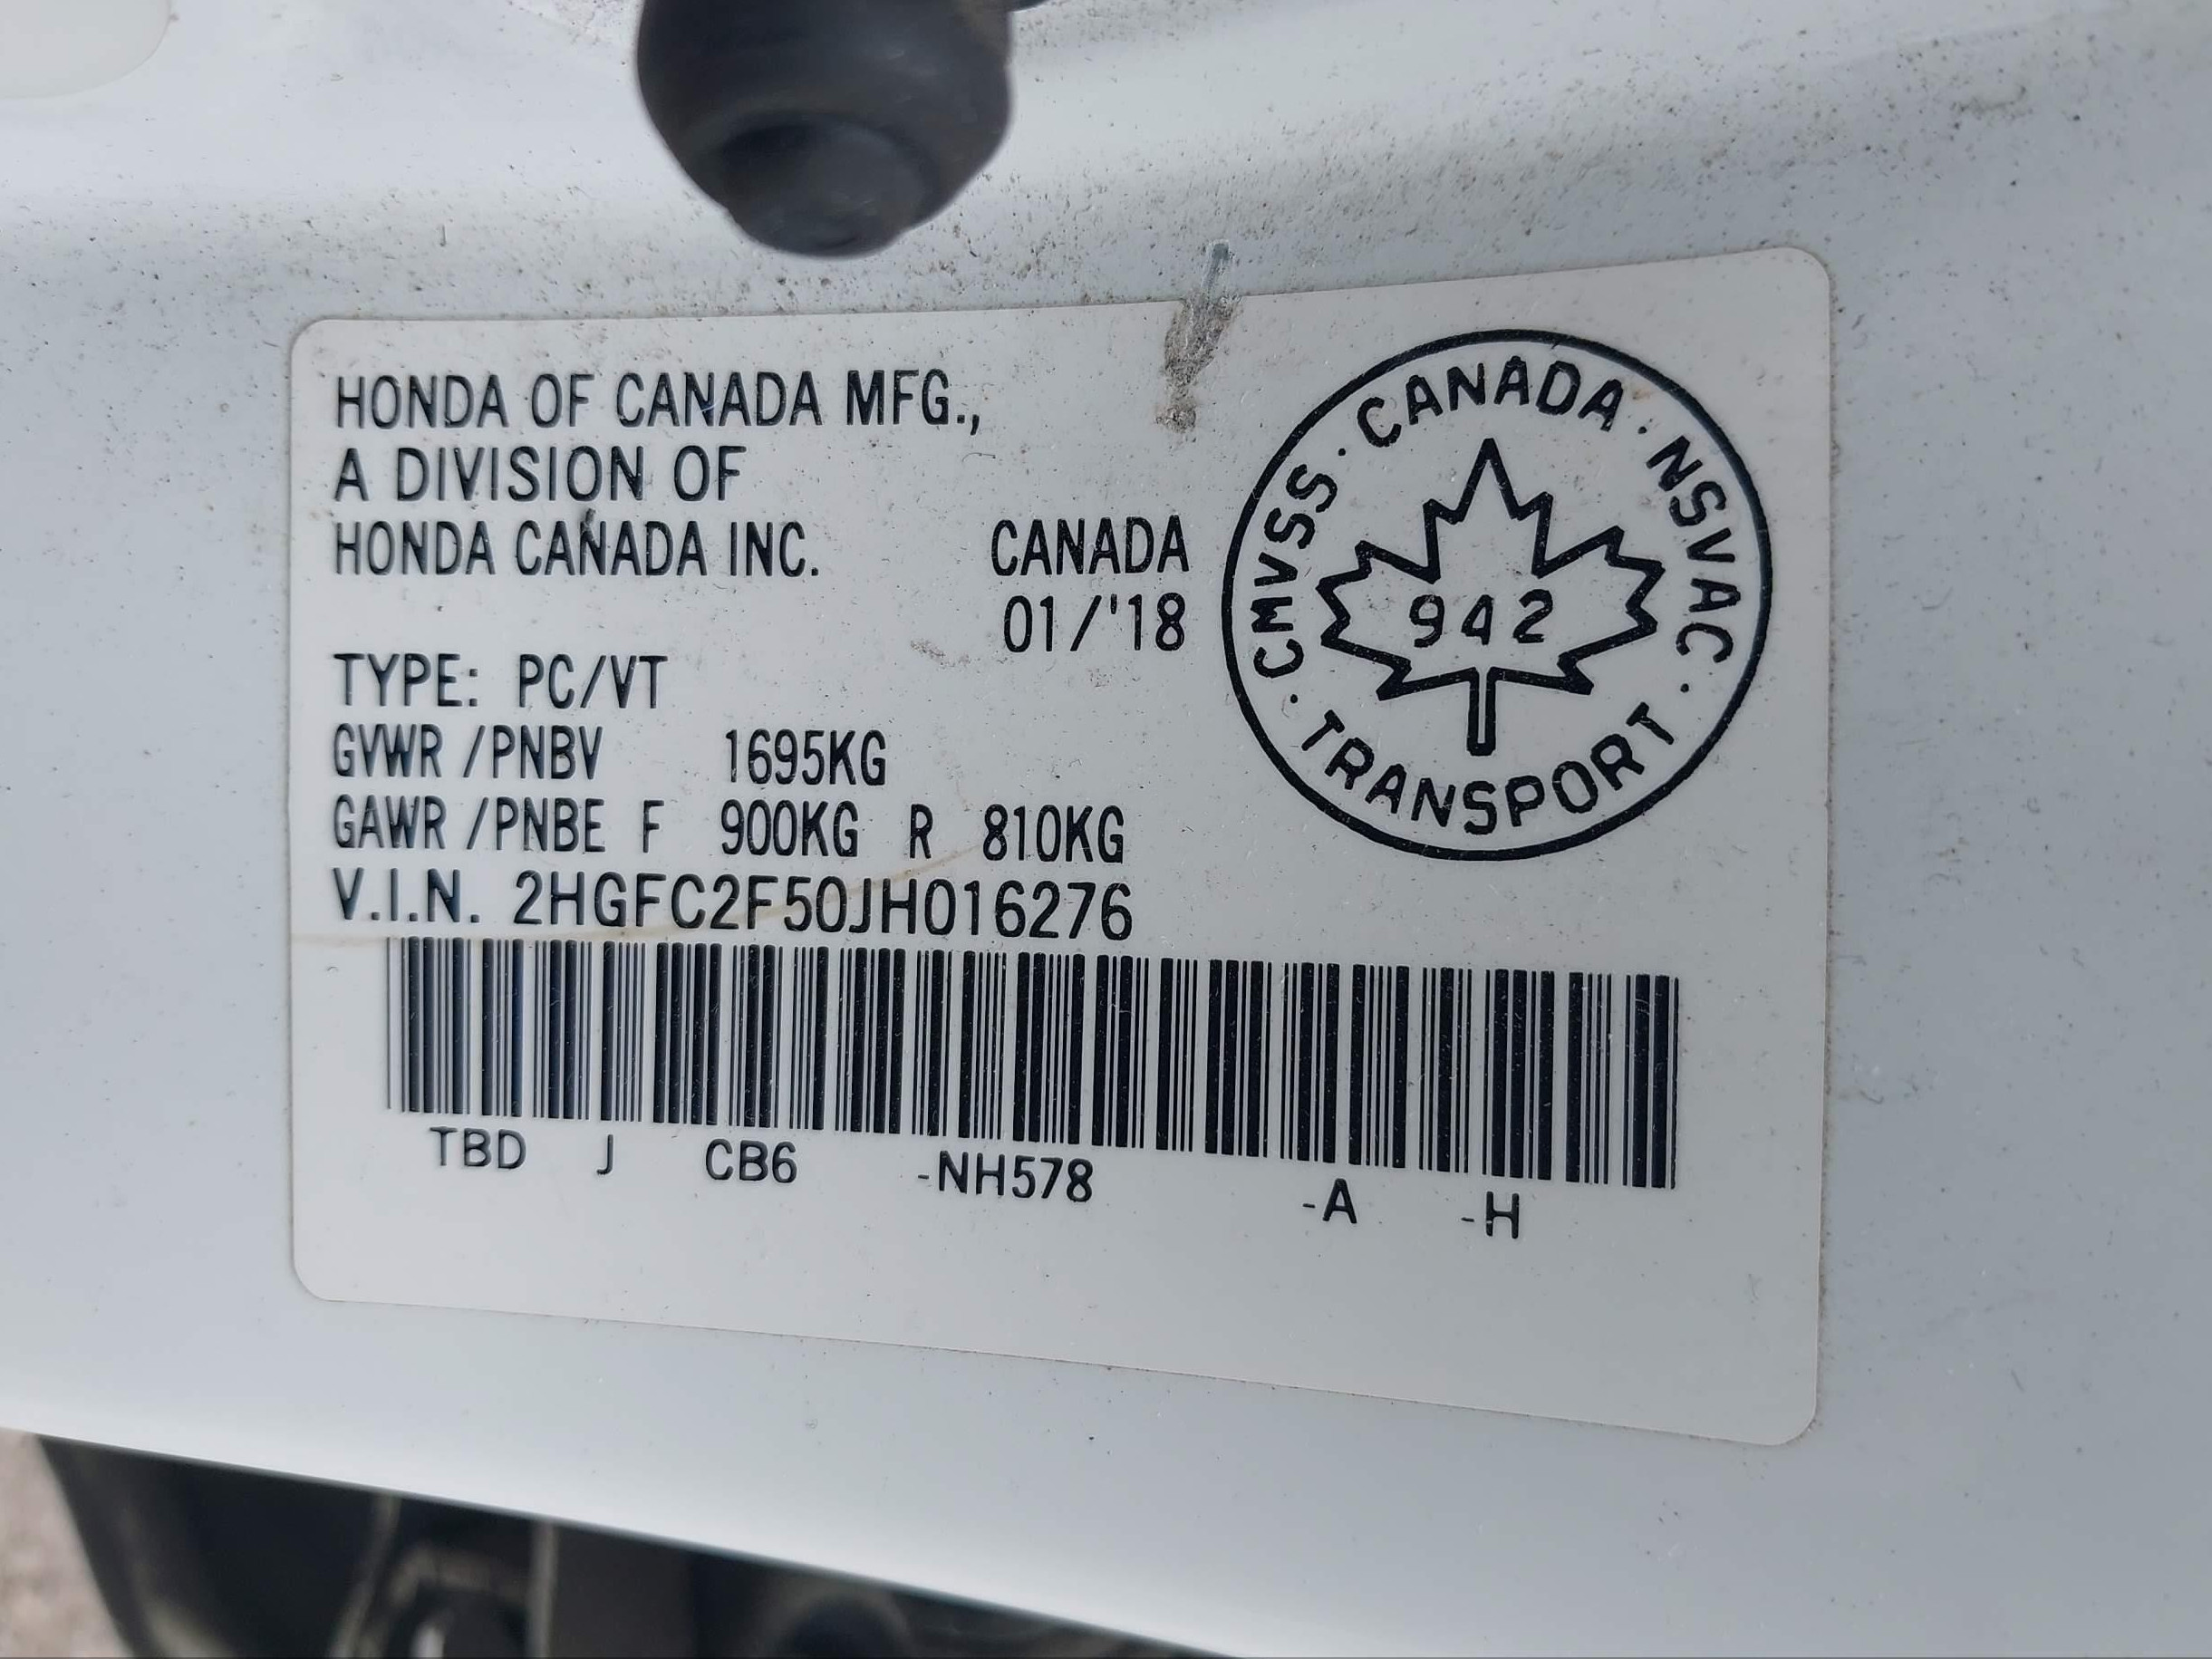 HONDA OF CANADA MFG.,
A DIVISION OF
HONDA CANADA INC.
CANADA
01/'18
TYPE: PC/VT
GVWR /PNBV 1695KG
GAWR /PNBE F 900KG R 810KG
V.I.N. 2HGFC2F50JH016276
TBD J CB6 -NH578 -A -H
CMVSS · CANADA · NSVAC · TRANSPORT ·
942